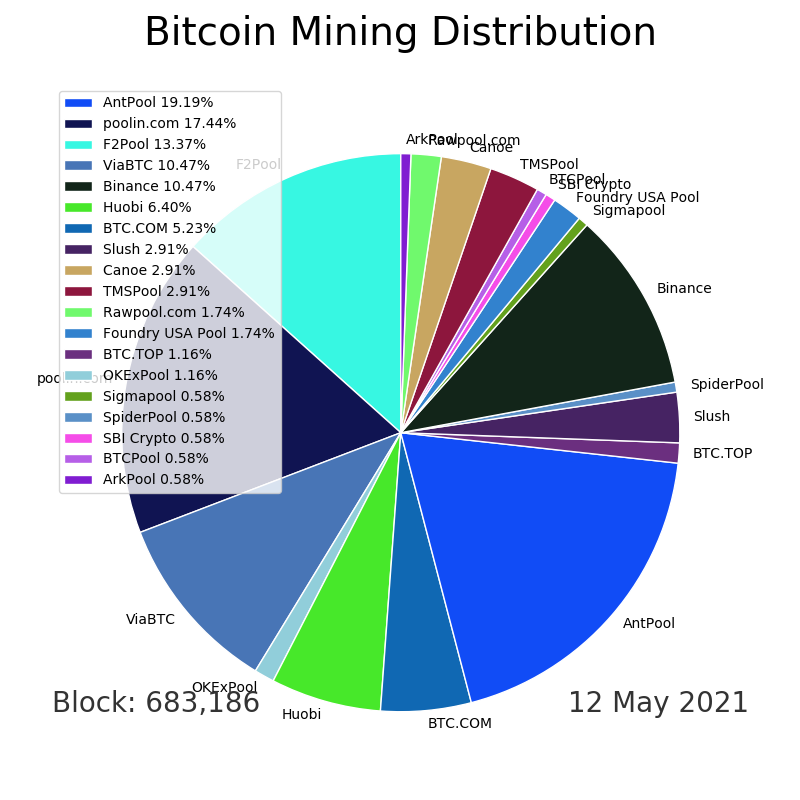 Bitcoin Mining Distribution
AntPool 19.19%
poolin.com 17.44%
F2Pool 13.37%
ViaBTC 10.47%
Binance 10.47%
Huobi 6.40%
BTC.COM 5.23%
Slush 2.91%
Canoe 2.91%
TMSPool 2.91%
Rawpool.com 1.74%
Foundry USA Pool 1.74%
BTC.TOP 1.16%
OKExPool 1.16%
Sigmapool 0.58%
SpiderPool 0.58%
SBI Crypto 0.58%
BTCPool 0.58%
ArkPool 0.58%
ArkPool
Rawpool.com
Canoe
TMSPool
BTCPool
SBI Crypto
Foundry USA Pool
Sigmapool
Binance
SpiderPool
Slush
BTC.TOP
AntPool
BTC.COM
Huobi
OKExPool
ViaBTC
poolin.com
F2Pool
Block: 683,186
12 May 2021